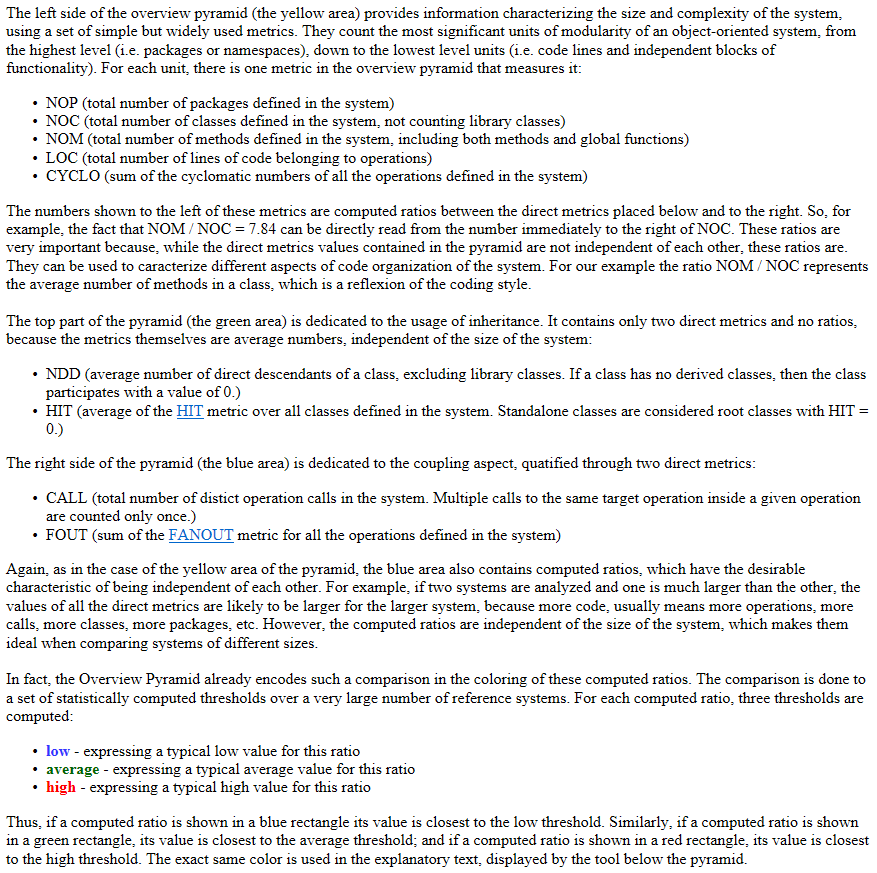 The left side of the overview pyramid (the yellow area) provides information characterizing the size and complexity of the system,
using a set of simple but widely used metrics. They count the most significant units of modularity of an object-oriented system, from
the highest level (i.e. packages or namespaces), down to the lowest level units (i.e. code lines and independent blocks of
functionality). For each unit, there is one metric in the overview pyramid that measures it:
• NOP (total number of packages defined in the system)
• NOC (total number of classes defined in the system, not counting library classes)
• NOM (total number of methods defined in the system, including both methods and global functions)
• LOC (total number of lines of code belonging to operations)
• CYCLO (sum of the cyclomatic numbers of all the operations defined in the system)
The numbers shown to the left of these metrics are computed ratios between the direct metrics placed below and to the right. So, for
example, the fact that NOM / NOC = 7.84 can be directly read from the number immediately to the right of NOC. These ratios are
very important because, while the direct metrics values contained in the pyramid are not independent of each other, these ratios are.
They can be used to caracterize different aspects of code organization of the system. For our example the ratio NOM / NOC represents
the average number of methods in a class, which is a reflexion of the coding style.
The top part of the pyramid (the green area) is dedicated to the usage of inheritance. It contains only two direct metrics and no ratios,
because the metrics themselves are average numbers, independent of the size of the system:
• NDD (average number of direct descendants of a class, excluding library classes. If a class has no derived classes, then the class
participates with a value of 0.)
• HIT (average of the HIT metric over all classes defined in the system. Standalone classes are considered root classes with HIT =
0.)
The right side of the pyramid (the blue area) is dedicated to the coupling aspect, quatified through two direct metrics:
• CALL (total number of distict operation calls in the system. Multiple calls to the same target operation inside a given operation
are counted only once.)
• FOUT (sum of the FANOUT metric for all the operations defined in the system)
Again, as in the case of the yellow area of the pyramid, the blue area also contains computed ratios, which have the desirable
characteristic of being independent of each other. For example, if two systems are analyzed and one is much larger than the other, the
values of all the direct metrics are likely to be larger for the larger system, because more code, usually means more operations, more
calls, more classes, more packages, etc. However, the computed ratios are independent of the size of the system, which makes them
ideal when comparing systems of different sizes.
In fact, the Overview Pyramid already encodes such a comparison in the coloring of these computed ratios. The comparison is done to
a set of statistically computed thresholds over a very large number of reference systems. For each computed ratio, three thresholds are
computed:
• low - expressing a typical low value for this ratio
• average - expressing a typical average value for this ratio
• high - expressing a typical high value for this ratio
Thus, if a computed ratio is shown in a blue rectangle its value is closest to the low threshold. Similarly, if a computed ratio is shown
in a green rectangle, its value is closest to the average threshold; and if a computed ratio is shown in a red rectangle, its value is closest
to the high threshold. The exact same color is used in the explanatory text, displayed by the tool below the pyramid.